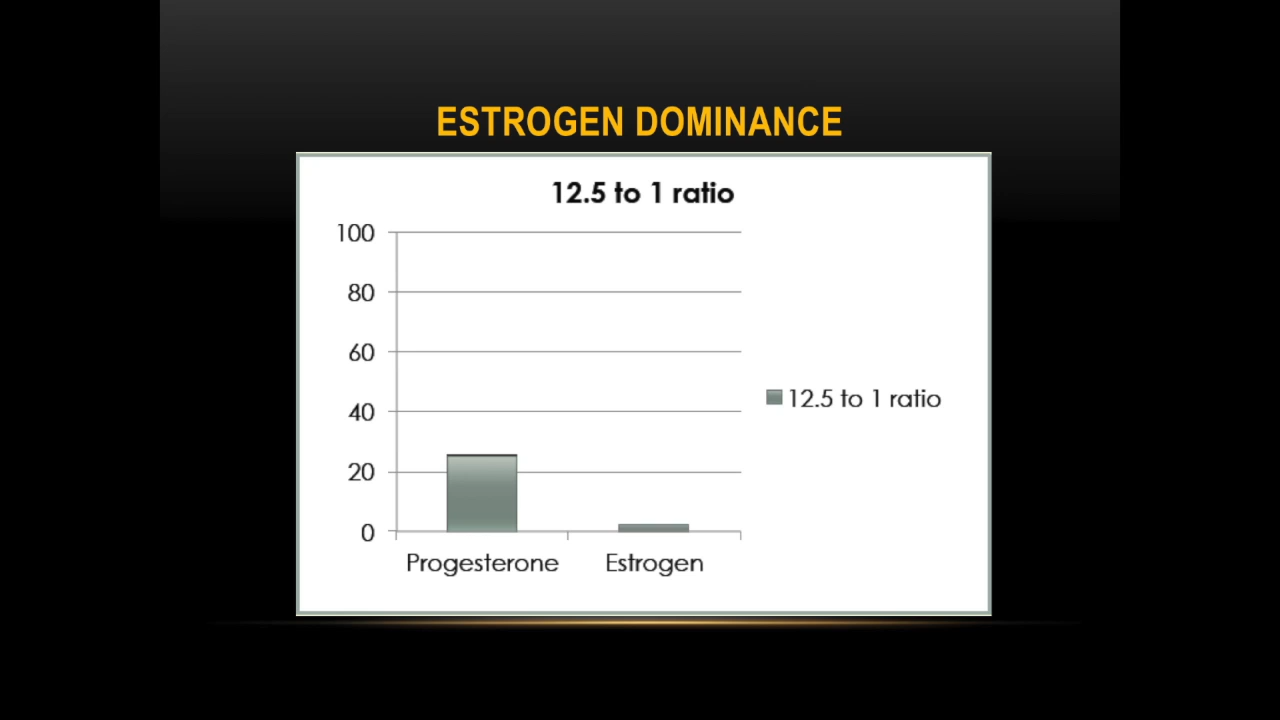 ESTROGEN DOMINANCE
12.5 to 1 ratio
100
80
60
40
20
0
12.5 to 1 ratio
Progesterone
Estrogen